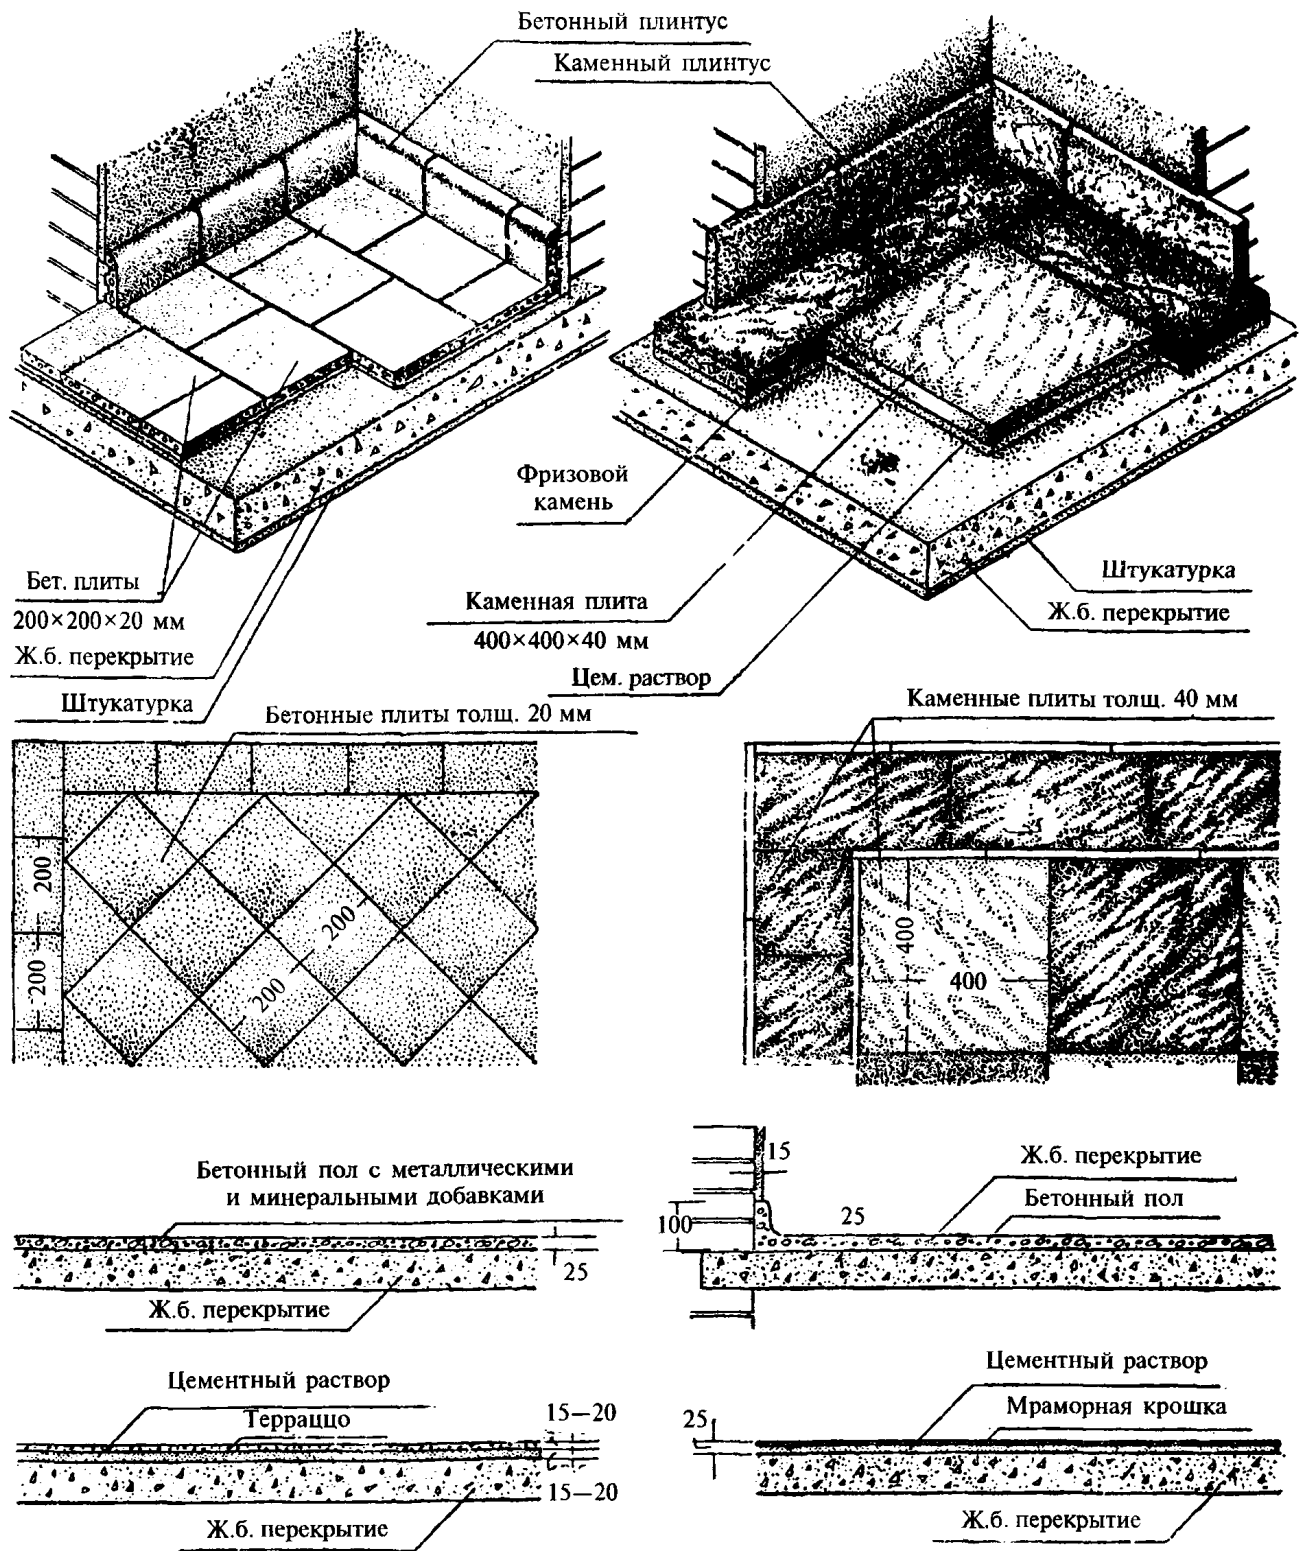 Бетонный плинтус
Каменный плинтус
Фризовой
камень
Бет. плиты
200×200×20 мм
Ж.б. перекрытие
Штукатурка
Каменная плита
400×400×40 мм
Цем. раствор
Штукатурка
Ж.б. перекрытие
Бетонные плиты толщ. 20 мм
200
200
200
200
Каменные плиты толщ. 40 мм
400
400
Бетонный пол с металлическими
и минеральными добавками
25
Ж.б. перекрытие
15
100
25
Ж.б. перекрытие
Бетонный пол
Цементный раствор
Терраццо
15—20
15—20
Ж.б. перекрытие
Цементный раствор
Мраморная крошка
25
Ж.б. перекрытие